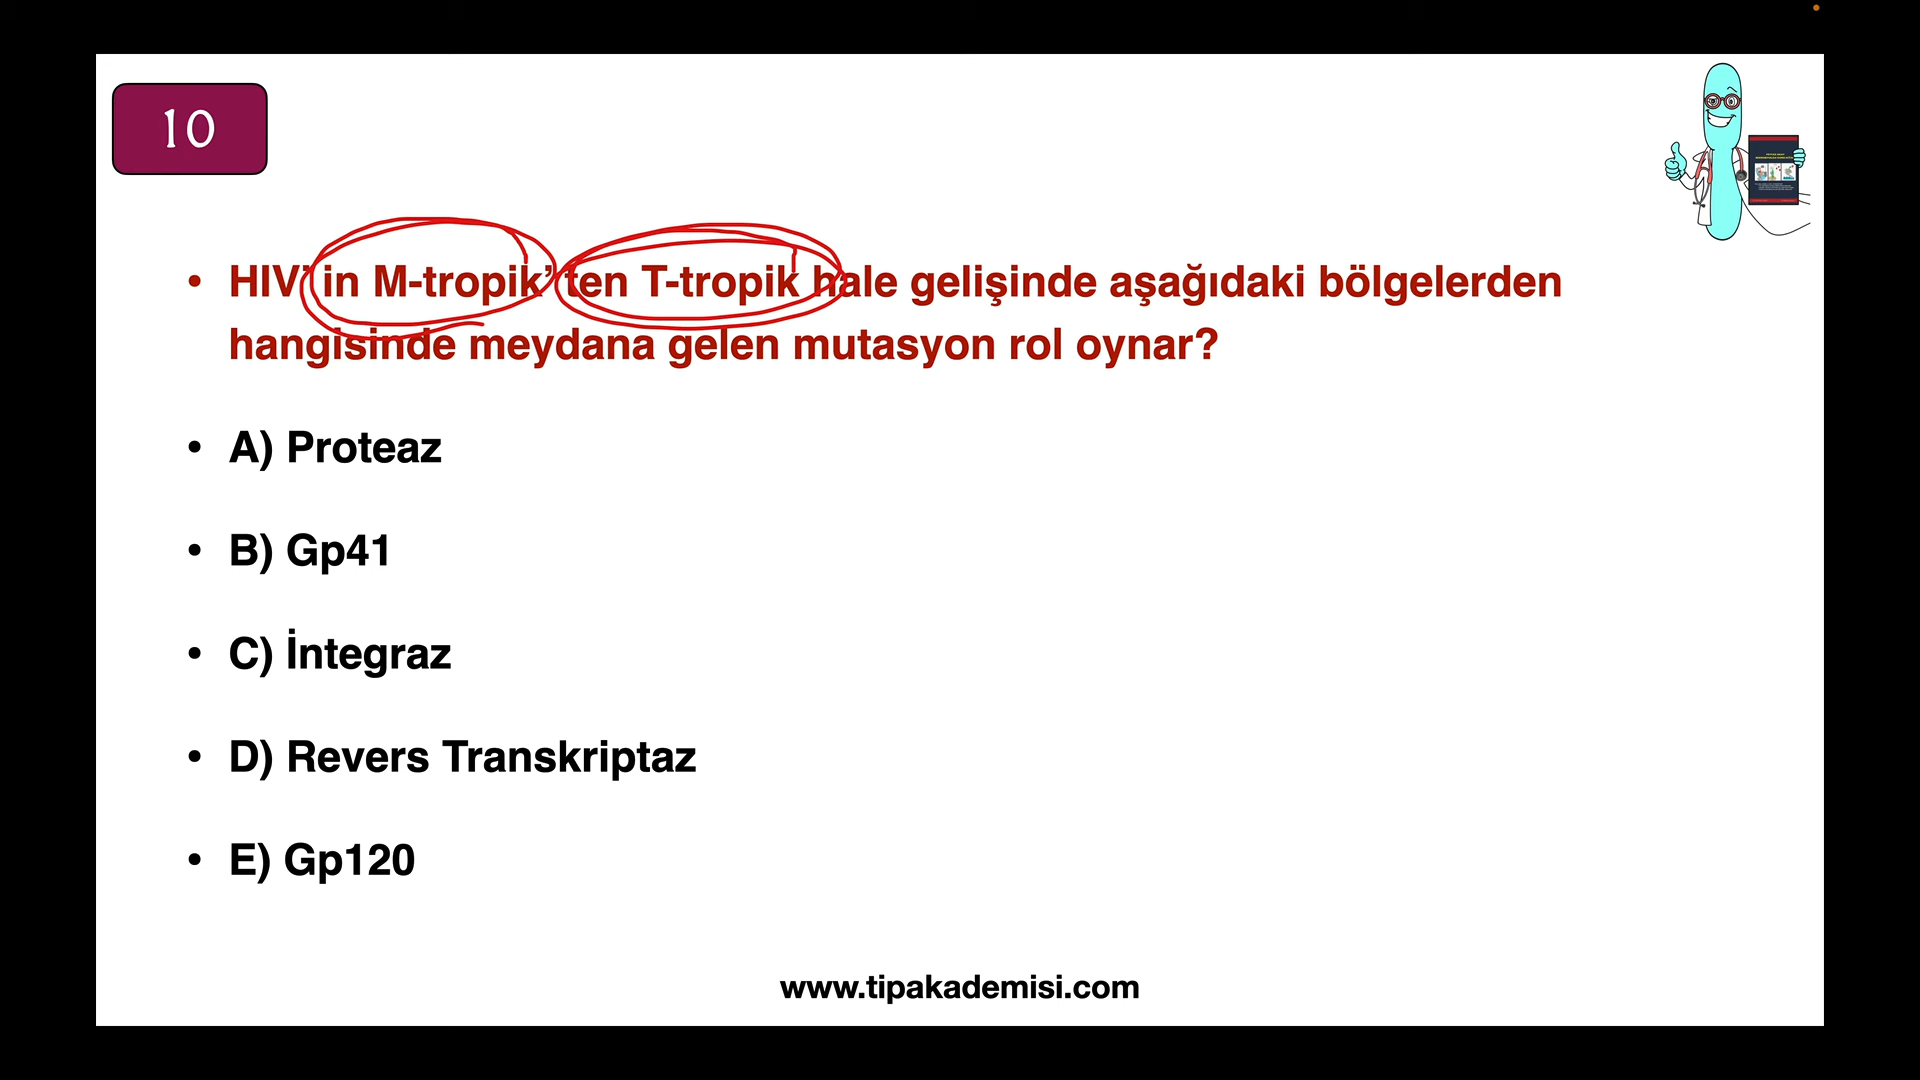 10
• HIV’in M-tropik’ ten T-tropik hale gelişinde aşağıdaki bölgelerden
hangisinde meydana gelen mutasyon rol oynar?
• A) Proteaz
• B) Gp41
• C) İntegraz
• D) Revers Transkriptaz
• E) Gp120
www.tipakademisi.com